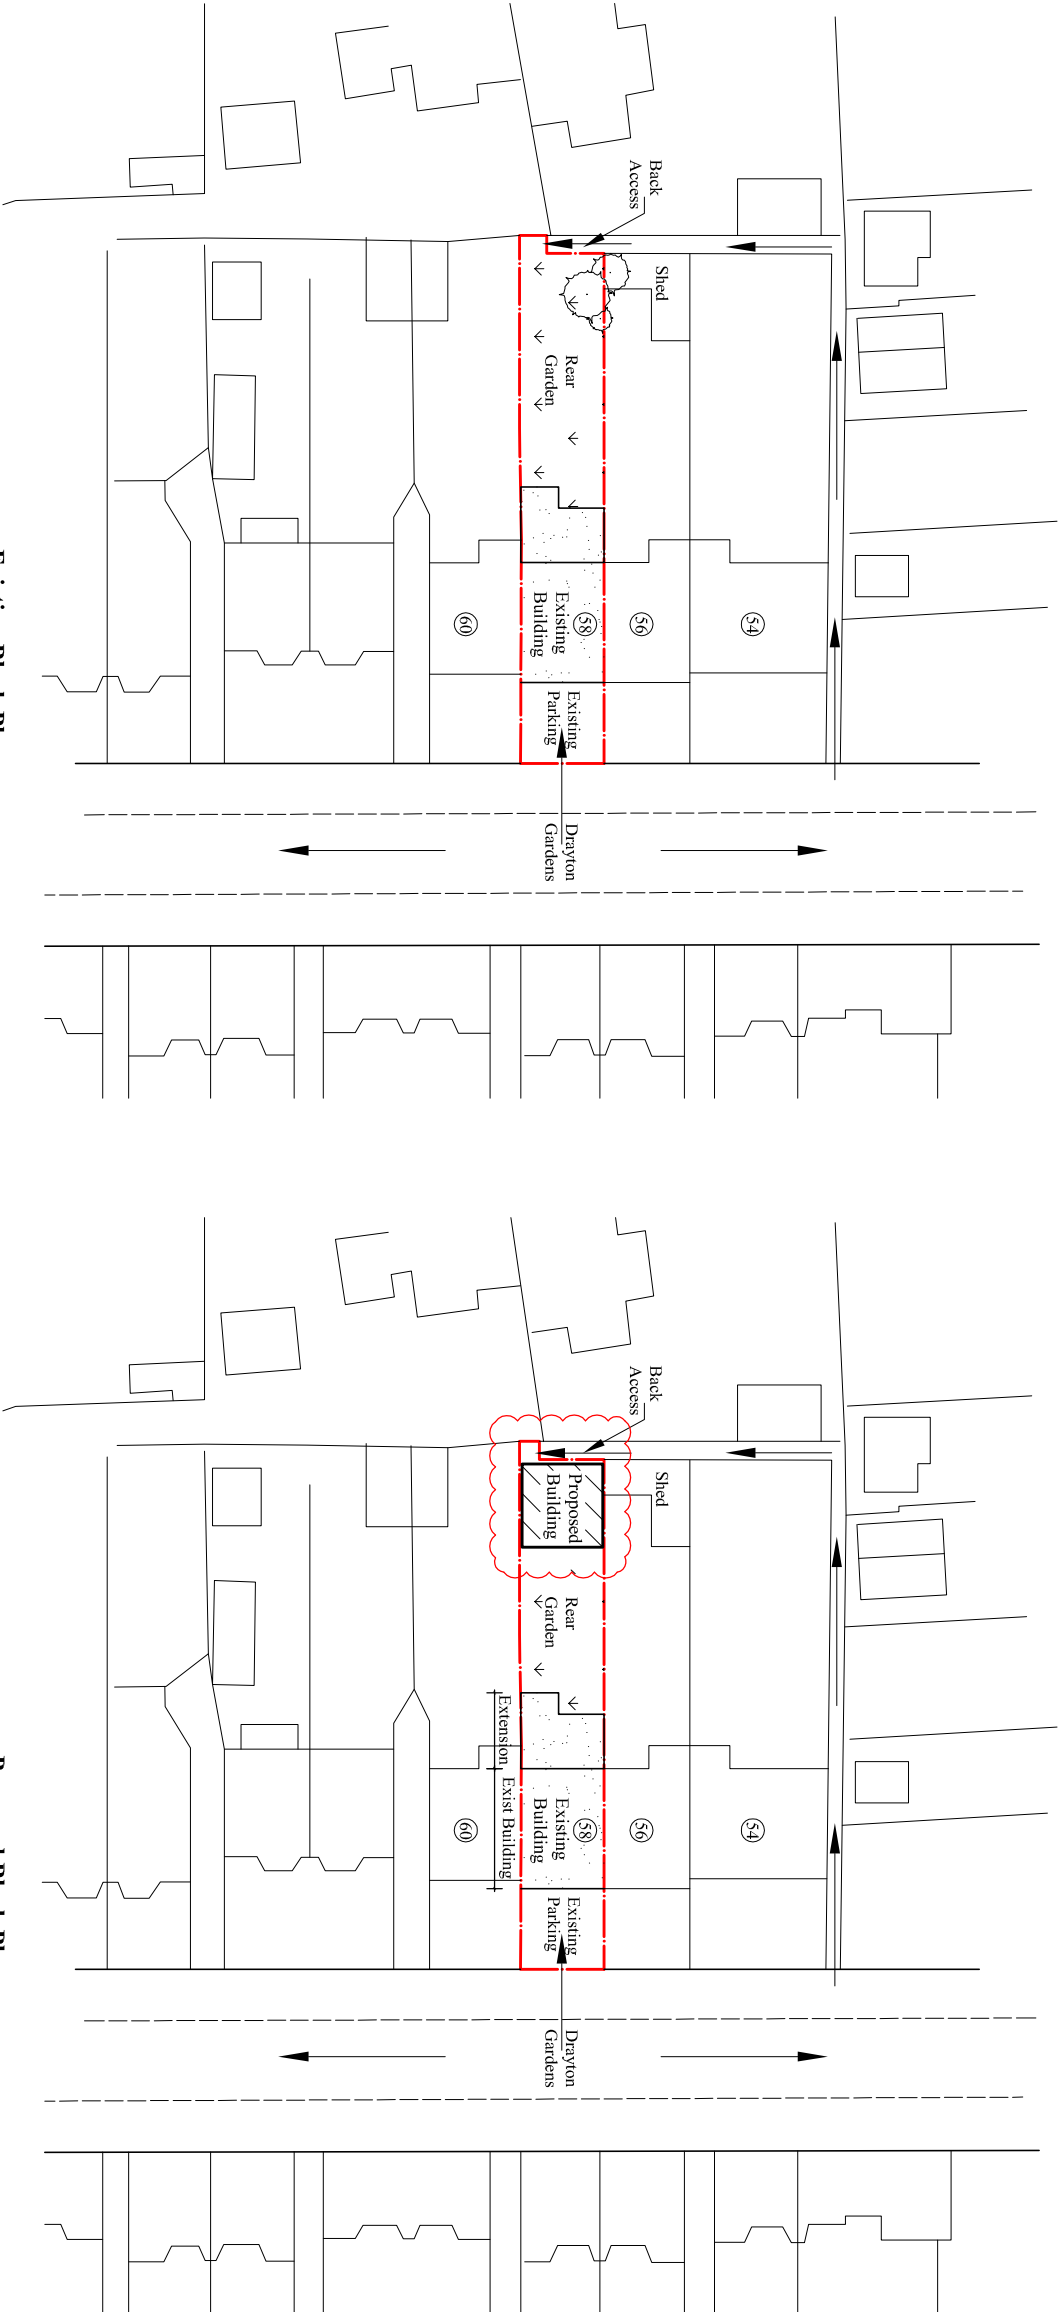 Back
Access
Shed
Rear
Garden
54
56
58
60
Existing
Building
Existing
Parking
Drayton
Gardens
Back
Access
Shed
Proposed
Building
Rear
Garden
Extension
Exist Building
54
56
58
60
Existing
Building
Existing
Parking
Drayton
Gardens